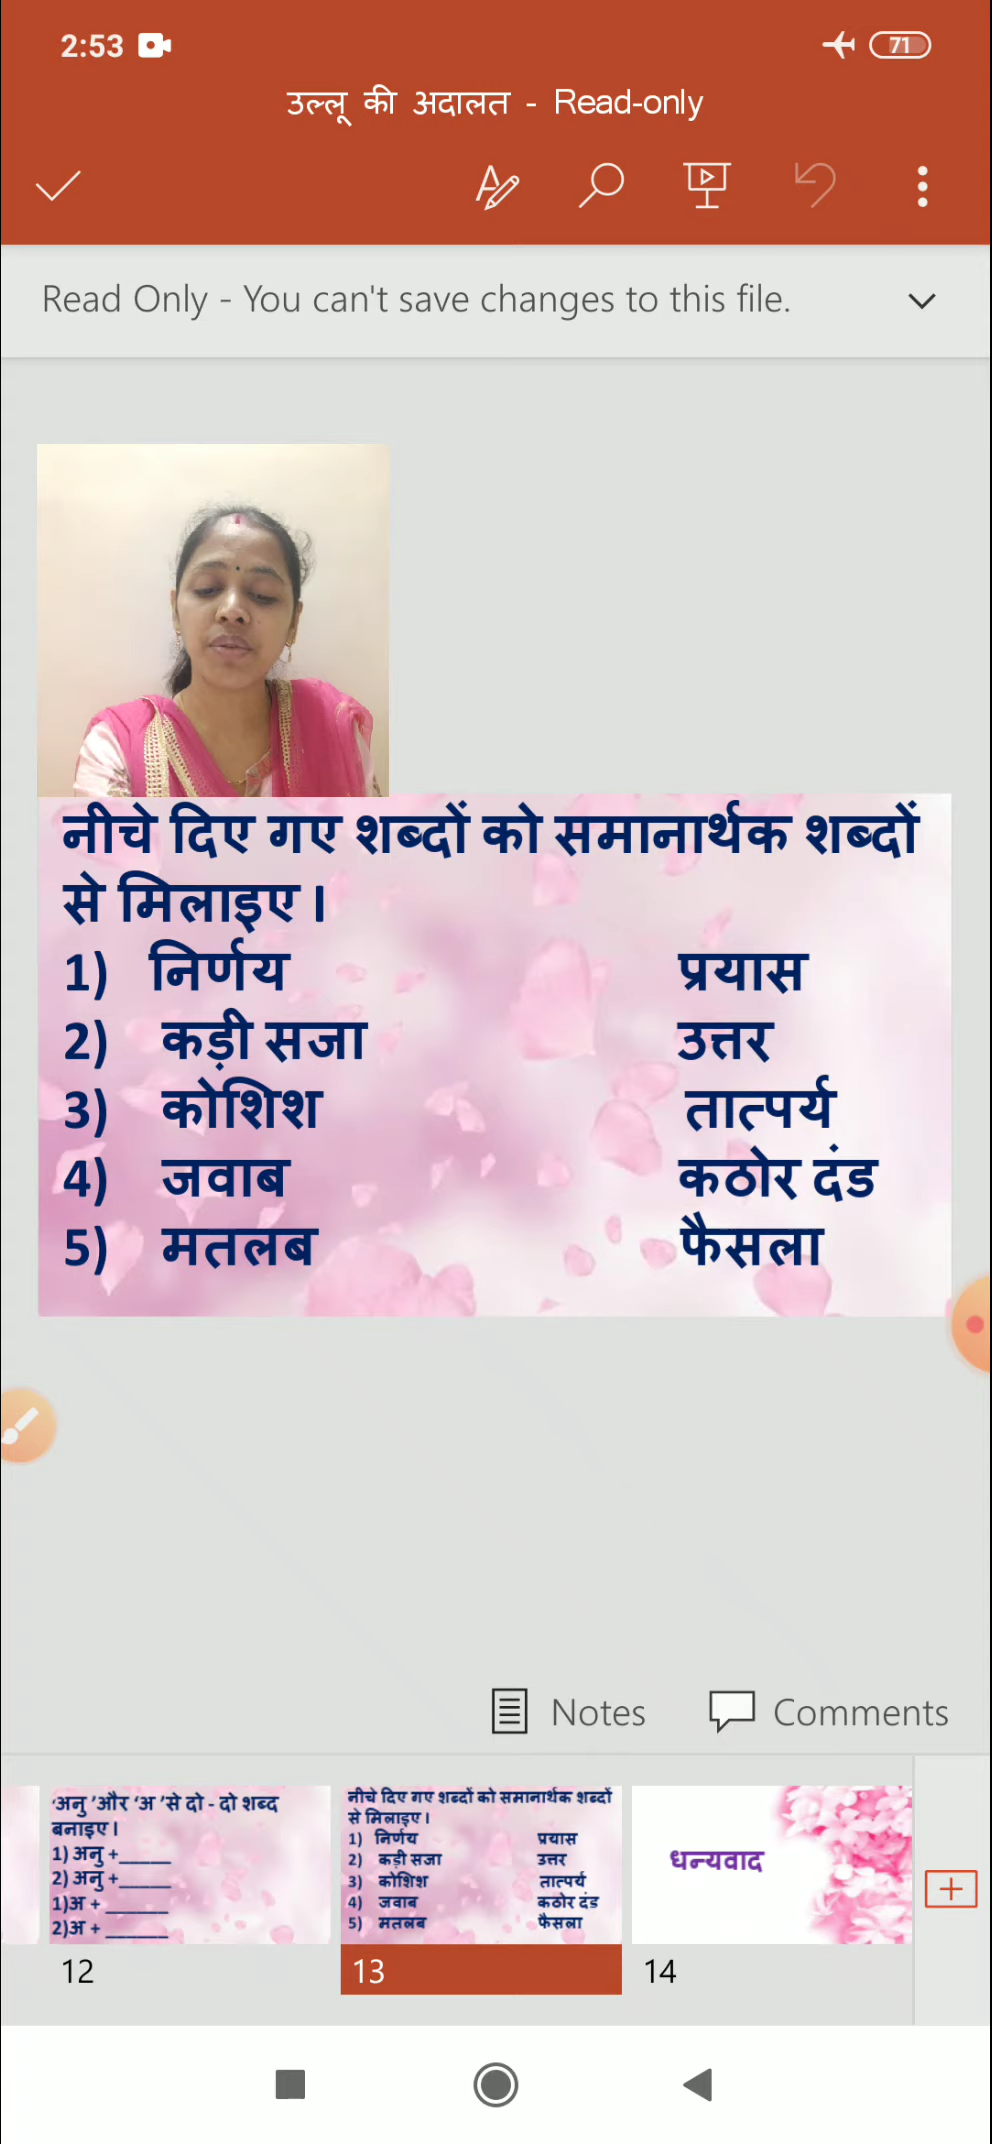 2:53
71
उल्लू की अदालत - Read-only
Read Only - You can't save changes to this file.
नीचे दिए गए शब्दों को समानार्थक शब्दों
से मिलाइए ।
1) निर्णय प्रयास
2) कड़ी सजा उत्तर
3) कोशिश तात्पर्य
4) जवाब कठोर दंड
5) मतलब फैसला
Notes
Comments
'अनु 'और 'अ 'से दो - दो शब्द
बनाइए ।
1) अनु +______
2) अनु +______
1)अ + _______
2)अ + _______
12
नीचे दिए गए शब्दों को समानार्थक शब्दों
से मिलाइए ।
1) निर्णय प्रयास
2) कड़ी सजा उत्तर
3) कोशिश तात्पर्य
4) जवाब कठोर दंड
5) मतलब फैसला
13
धन्यवाद
14